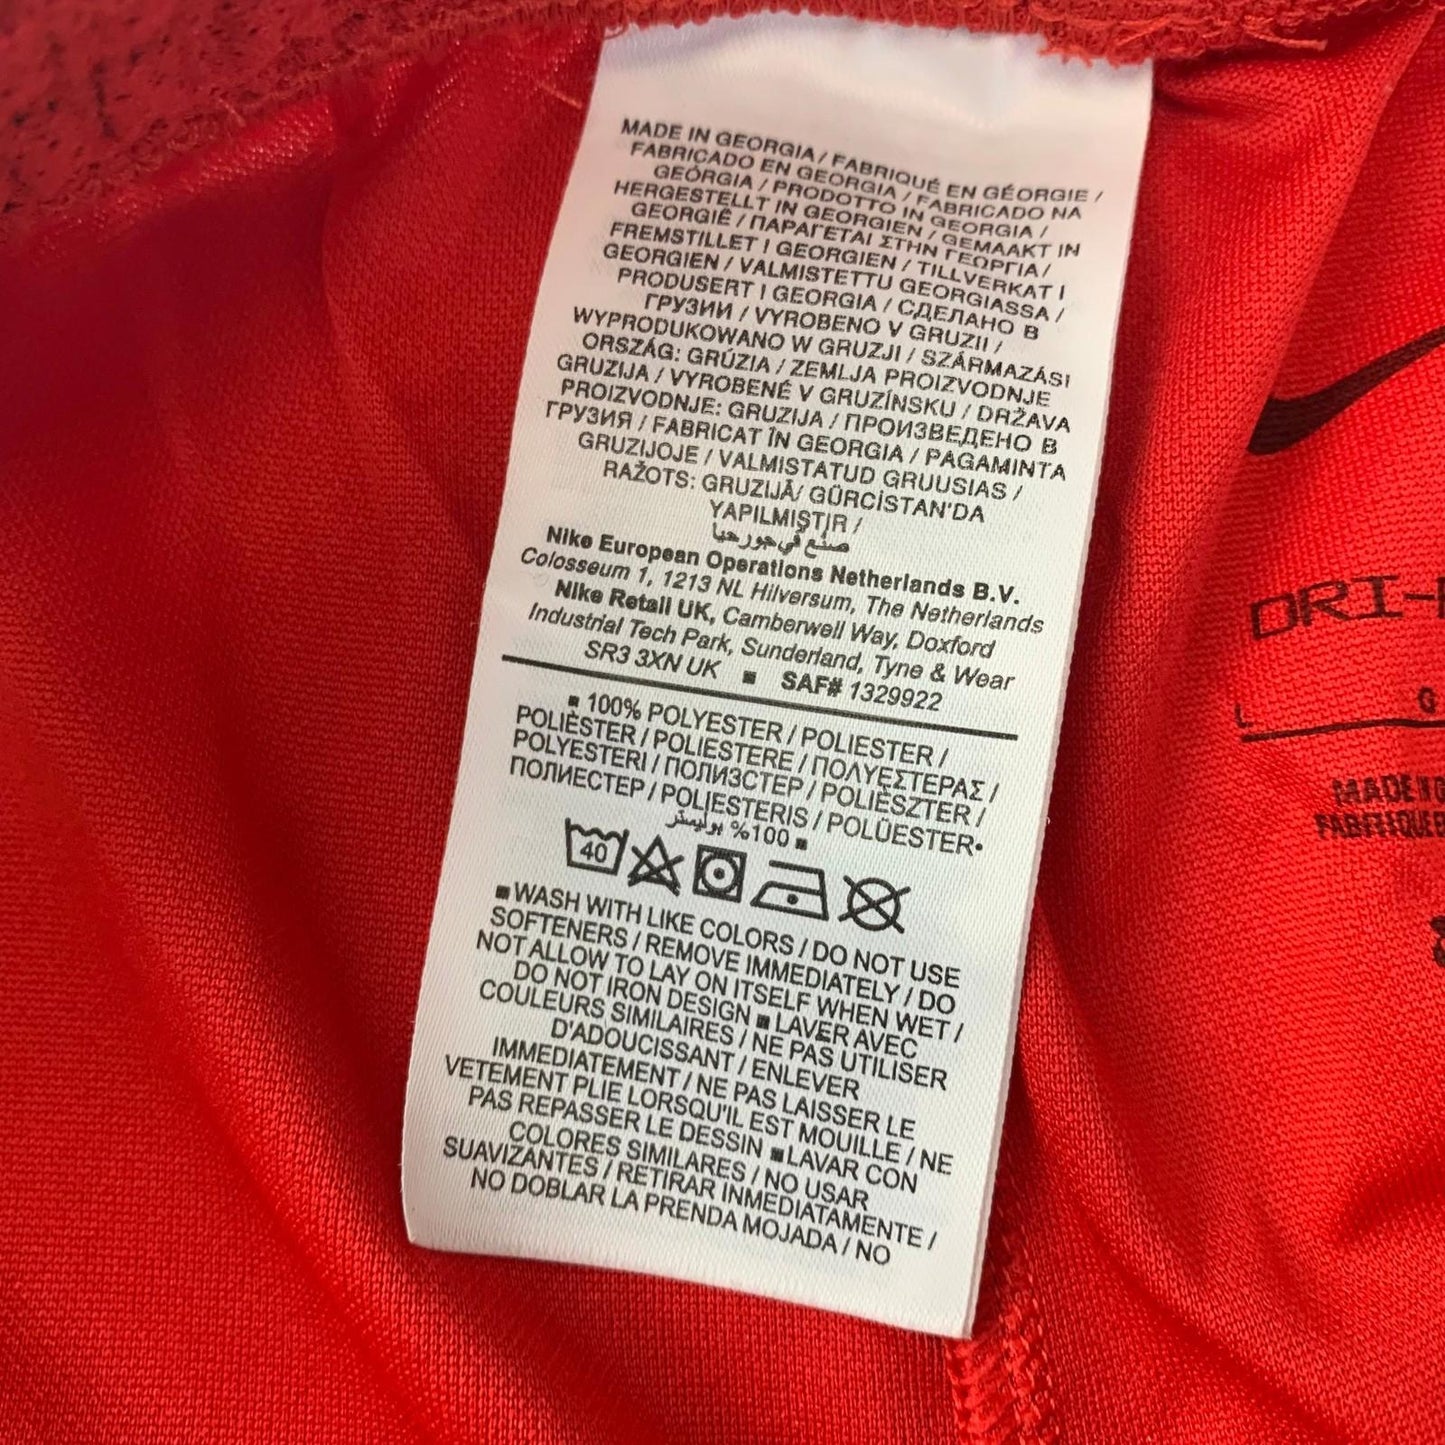 MADE IN GEORGIA / FABRIQUÉ EN GÉORGIE /
FABRICADO EN GEORGIA / FABRICADO NA
GEÓRGIA / PRODOTTO IN GEORGIA /
HERGESTELLT IN GEORGIEN / GEMAAKT IN
GEORGIË / ΠΑΡΑΓΕΤΑΙ ΣΤΗΝ ΓΕΩΡΓΙΑ /
FREMSTILLET I GEORGIEN / TILLVERKAT I
GEORGIEN / VALMISTETTU GEORGIASSA /
PRODUSERT I GEORGIA / СДЕЛАНО В
ГРУЗИИ / VYROBENO V GRUZII /
WYPRODUKOWANO W GRUZJI / SZÁRMAZÁSI
ORSZÁG: GRÚZIA / ZEMLJA PROIZVODNJE
GRUZIJA / VYROBENÉ V GRUZÍNSKU / DRŽAVA
PROIZVODNJE: GRUZIJA / ПРОИЗВЕДЕНО В
ГРУЗИЯ / FABRICAT ÎN GEORGIA / PAGAMINTA
GRUZIJOJE / VALMISTATUD GRUUSIAS /
RAŽOTS: GRUZIJĀ/ GÜRCİSTAN'DA
YAPILMIŞTIR /
صنع في جورجيا
Nike European Operations Netherlands B.V.
Colosseum 1, 1213 NL Hilversum, The Netherlands
Nike Retail UK, Camberwell Way, Doxford
Industrial Tech Park, Sunderland, Tyne & Wear
SR3 3XN UK ■ SAF# 1329922
■ 100% POLYESTER / POLIESTER /
POLIÈSTER / POLIESTERE / ΠΟΛΥΕΣΤΕΡΑΣ /
POLYESTERI / ПОЛИЭСТЕР / POLIÉSZTER /
ПОЛИЕСТЕР / POLIESTERIS / POLÜESTER•
100% بوليستر ■
40
■ WASH WITH LIKE COLORS / DO NOT USE
SOFTENERS / REMOVE IMMEDIATELY / DO
NOT ALLOW TO LAY ON ITSELF WHEN WET /
DO NOT IRON DESIGN ■ LAVER AVEC
COULEURS SIMILAIRES / NE PAS UTILISER
D'ADOUCISSANT / ENLEVER
IMMEDIATEMENT / NE PAS LAISSER LE
VETEMENT PLIE LORSQU'IL EST MOUILLE / NE
PAS REPASSER LE DESSIN ■ LAVAR CON
COLORES SIMILARES / NO USAR
SUAVIZANTES / RETIRAR INMEDIATAMENTE /
NO DOBLAR LA PRENDA MOJADA / NO
DRI-
L G
MADE